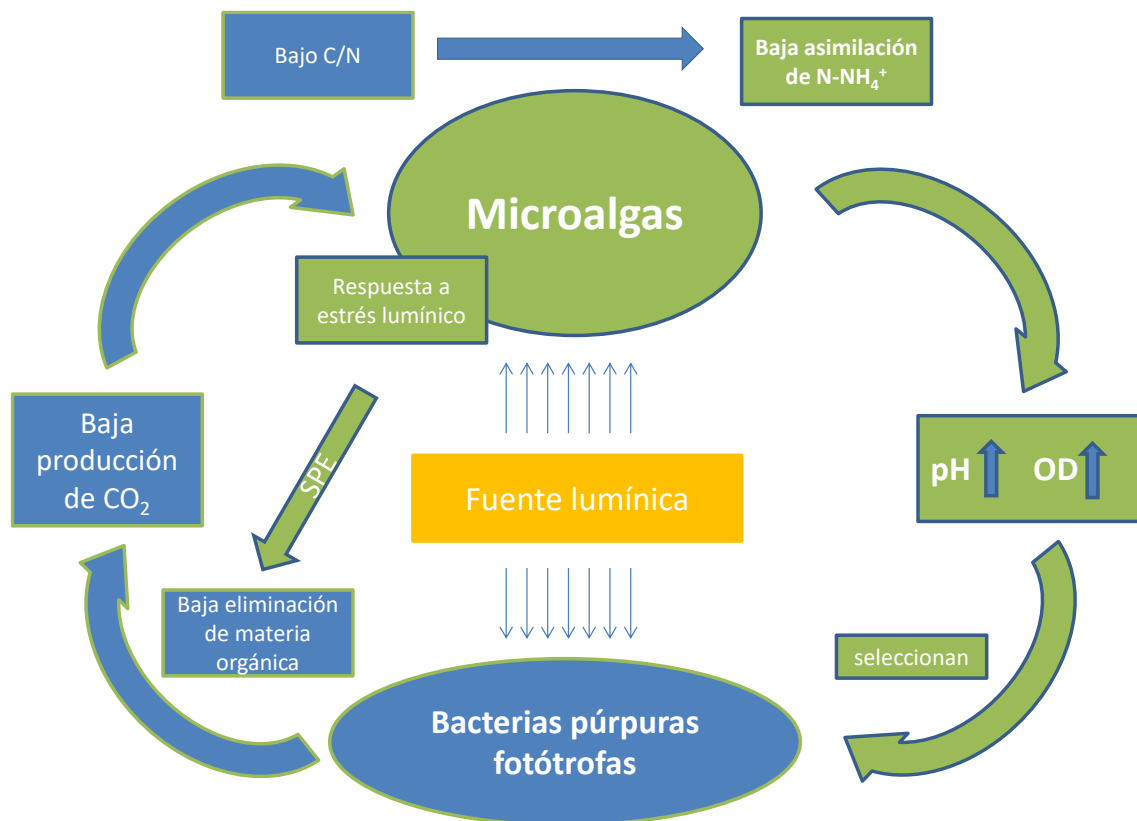 Bajo C/N
Baja asimilación
de N-NH₄⁺
Microalgas
Respuesta a
estrés lumínico
Baja
producción
de CO₂
SPE
Fuente lumínica
pH OD
Baja eliminación
de materia
orgánica
seleccionan
Bacterias púrpuras
fotótrofas